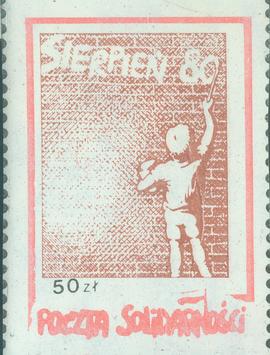 SIERPIEŃ 80
50 zł
POCZTA SOLIDARNOŚCI